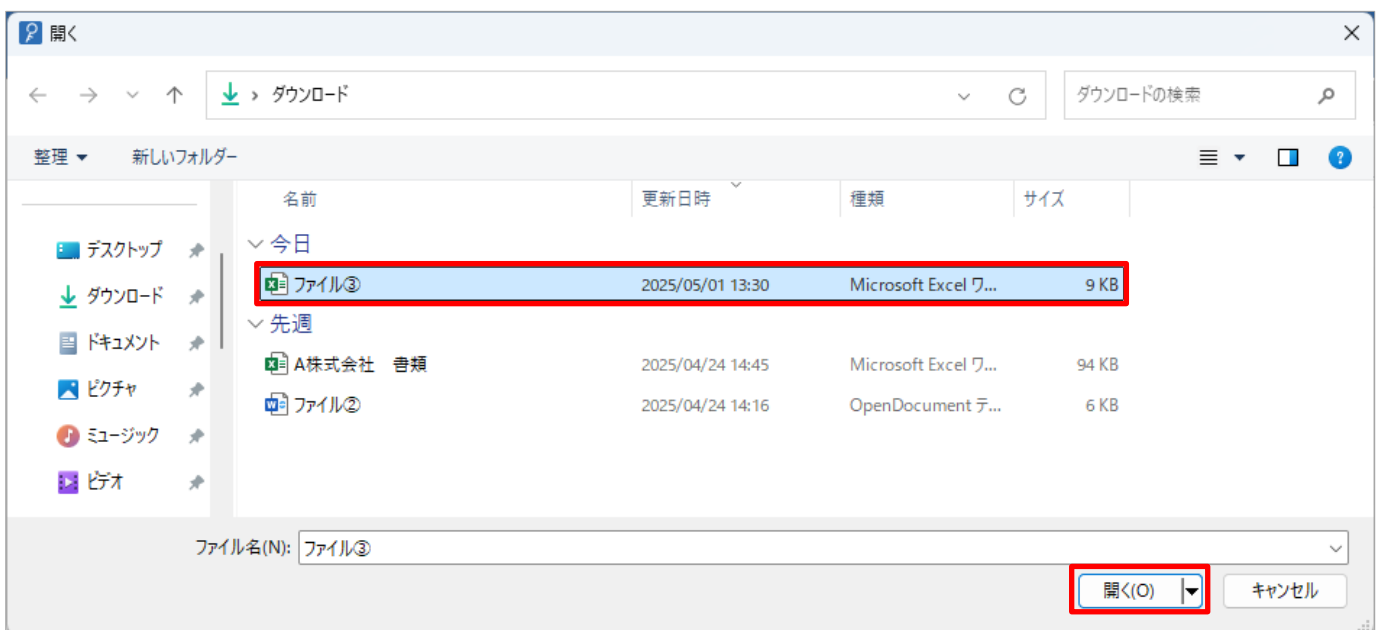 開く
ダウンロード ダウンロードの検索
整理 新しいフォルダー
名前 更新日時 種類 サイズ
今日
デスクトップ
ファイル③ 2025/05/01 13:30 Microsoft Excel ワ... 9 KB
ダウンロード
先週
ドキュメント
A株式会社　書類 2025/04/24 14:45 Microsoft Excel ワ... 94 KB
ピクチャ
ファイル② 2025/04/24 14:16 OpenDocument テ... 6 KB
ミュージック
ビデオ
ファイル名(N): ファイル③
開く(O) キャンセル